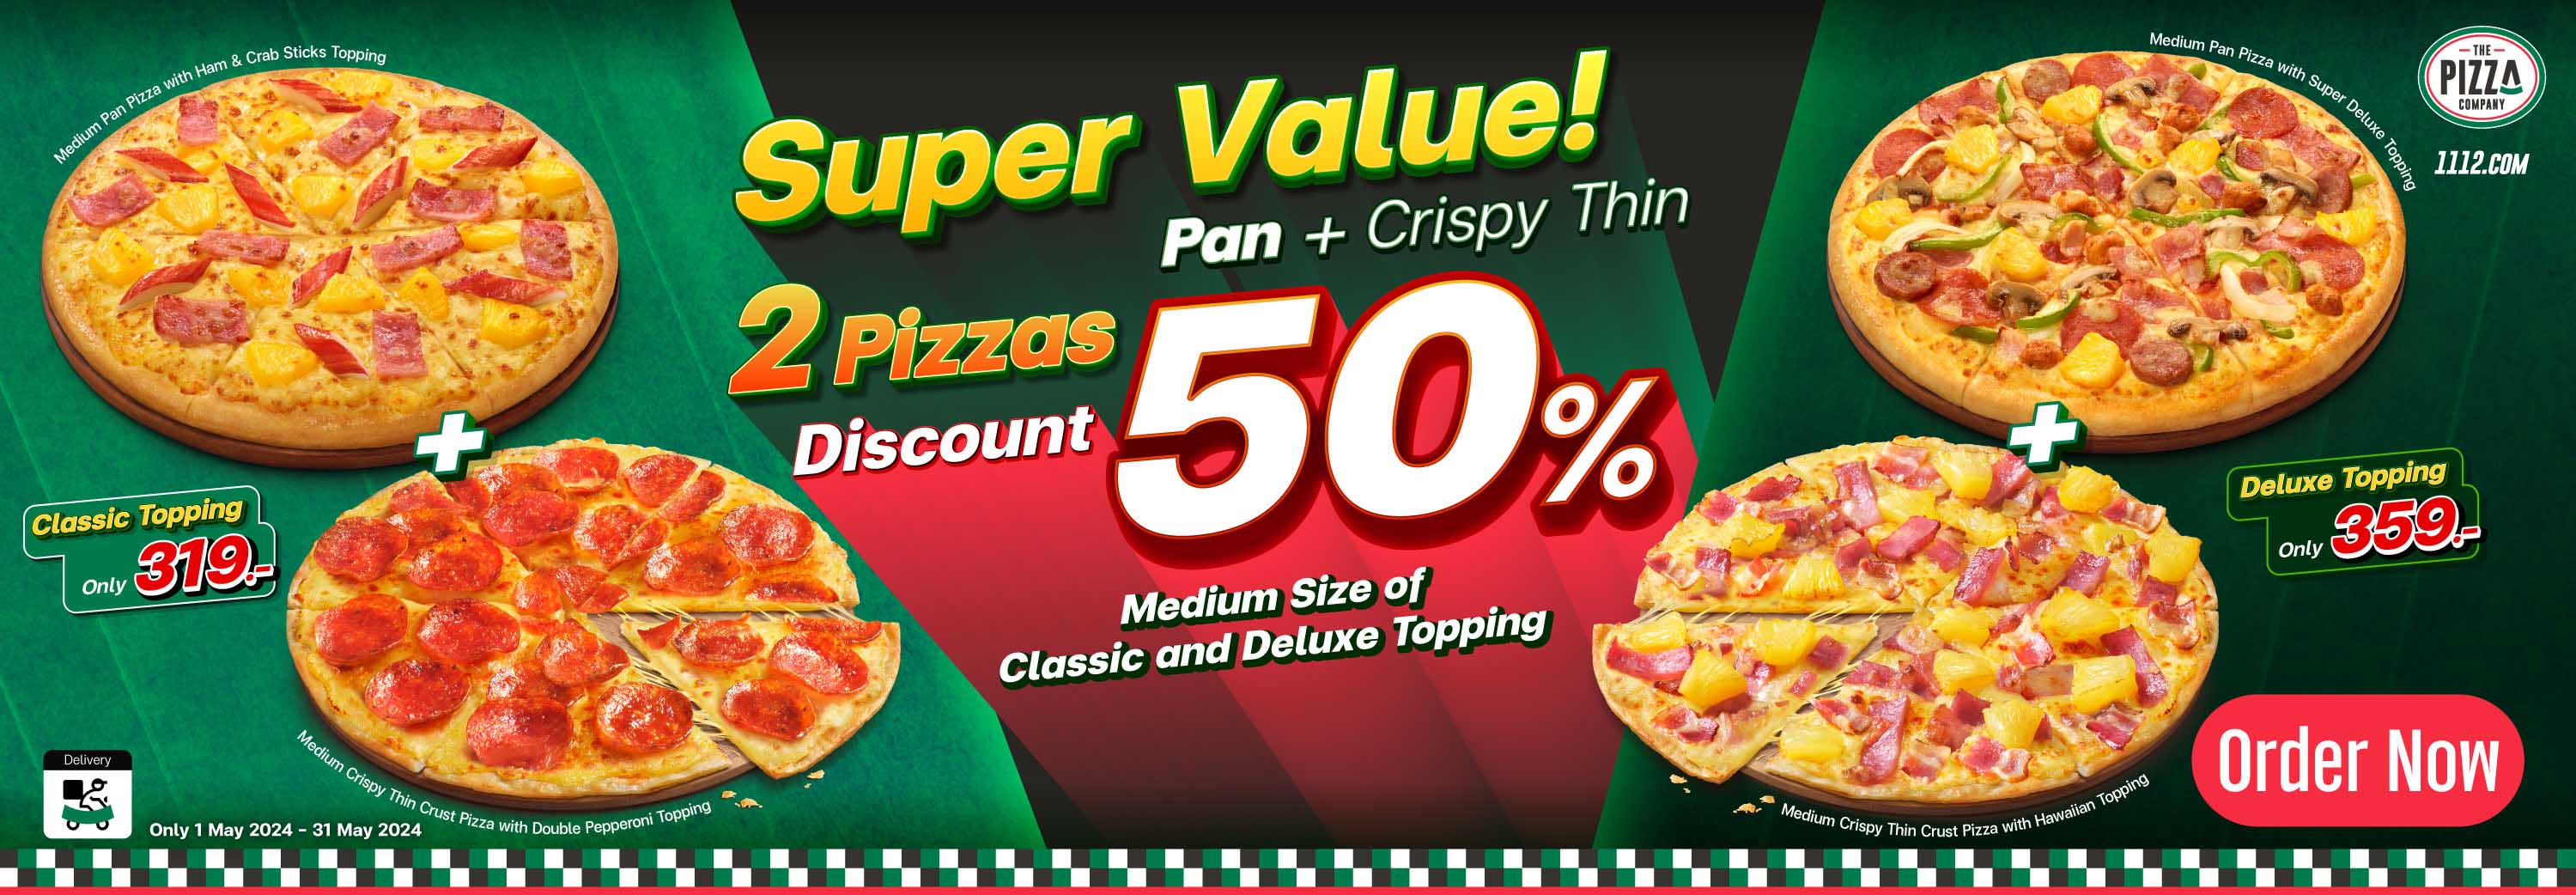 Medium Pan Pizza with Ham & Crab Sticks Topping
Classic Topping
Only 319.-
Medium Crispy Thin Crust Pizza with Double Pepperoni Topping
Delivery
Only 1 May 2024 - 31 May 2024
Super Value!
Pan + Crispy Thin
2 Pizzas
Discount 50%
Medium Size of
Classic and Deluxe Topping
Medium Pan Pizza with Super Deluxe Topping
THE
PIZZA
COMPANY
1112.COM
Deluxe Topping
Only 359.-
Medium Crispy Thin Crust Pizza with Hawaiian Topping
Order Now